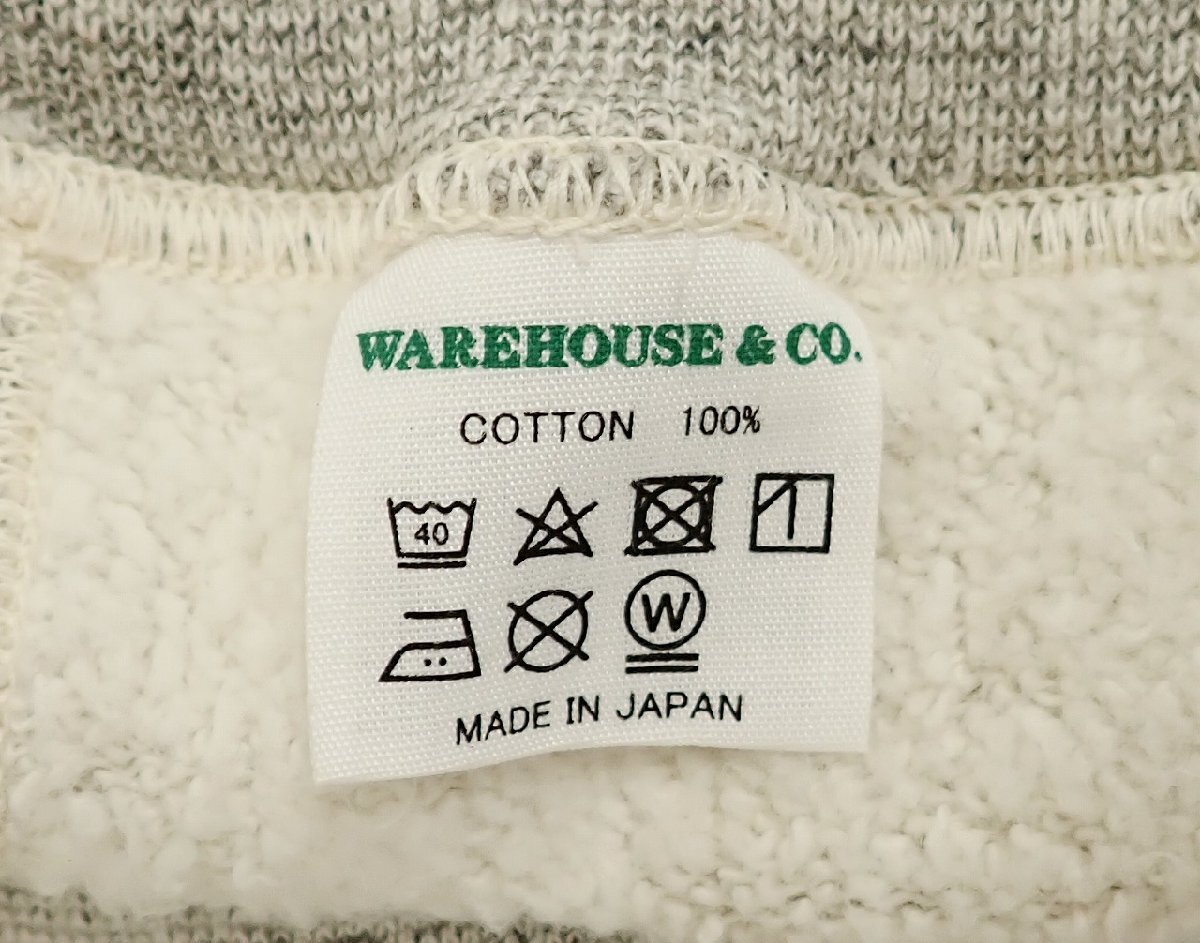 WAREHOUSE & CO.
COTTON 100%
40
W
MADE IN JAPAN